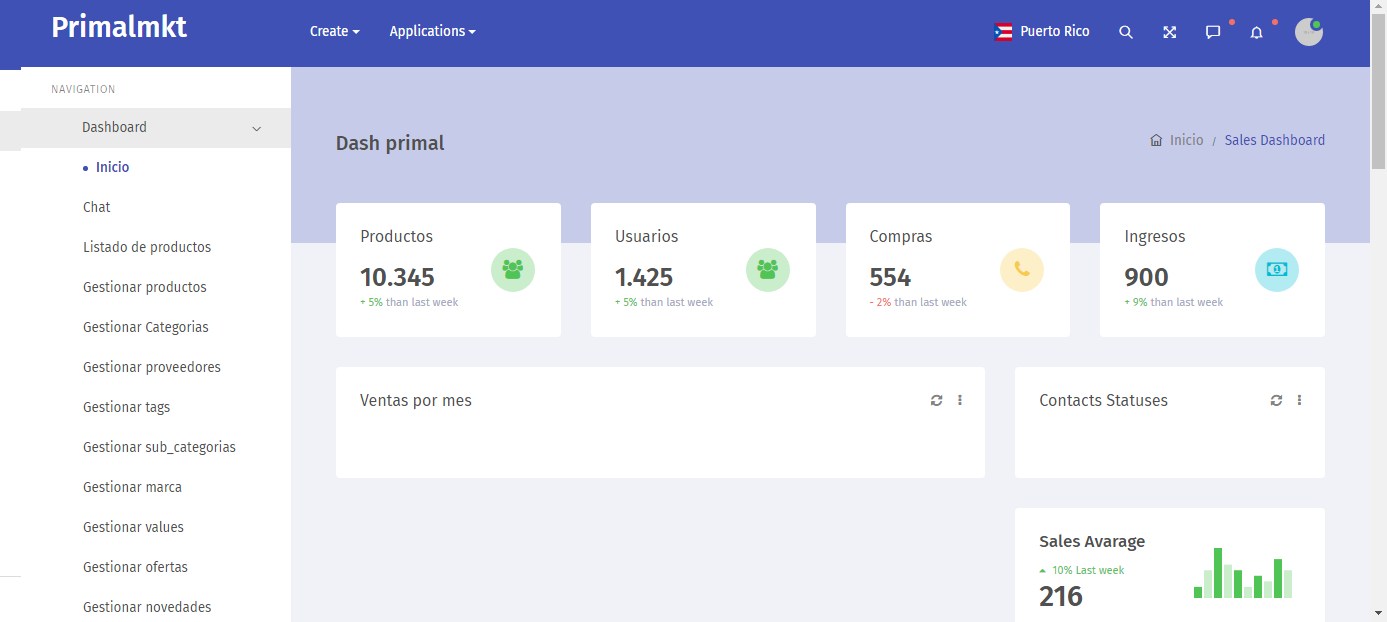 Primalmkt
Create
Applications
Puerto Rico
NAVIGATION
Dashboard
Inicio
Chat
Listado de productos
Gestionar productos
Gestionar Categorias
Gestionar proveedores
Gestionar tags
Gestionar sub_categorias
Gestionar marca
Gestionar values
Gestionar ofertas
Gestionar novedades
Dash primal
Inicio / Sales Dashboard
Productos
10.345
+ 5% than last week
Usuarios
1.425
+ 5% than last week
Compras
554
- 2% than last week
Ingresos
900
+ 9% than last week
Ventas por mes
Contacts Statuses
Sales Avarage
10% Last week
216